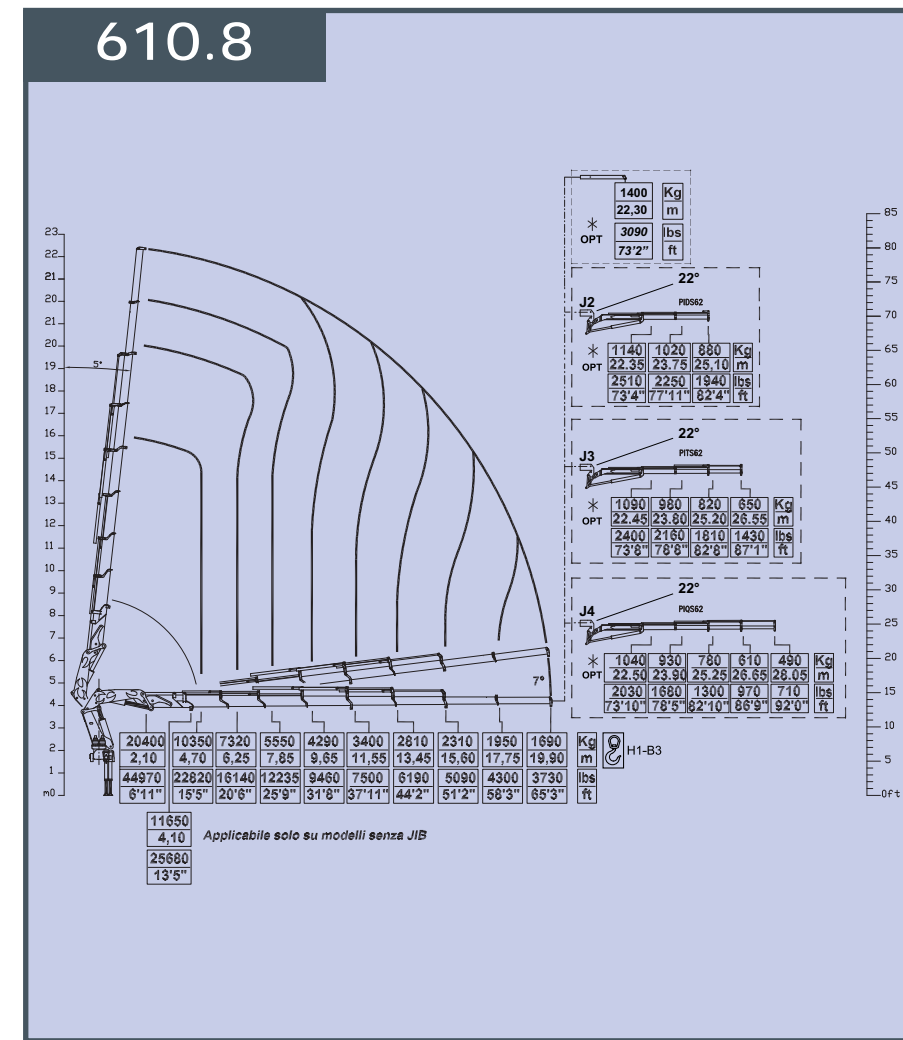 610.8
1400 Kg
22,30 m
OPT
3090 lbs
73'2" ft
22°
J2
PIDS62
OPT
1140 1020 880 Kg
22.35 23.75 25,10 m
2510 2250 1940 lbs
73'4" 77'11" 82'4" ft
22°
J3
PITS62
OPT
1090 980 820 650 Kg
22.45 23.80 25.20 26.55 m
2400 2160 1810 1430 lbs
73'8" 78'8" 82'8" 87'1" ft
22°
J4
PIQS62
OPT
1040 930 780 610 490 Kg
22.50 23.90 25.25 26.65 28.05 m
2030 1680 1300 970 710 lbs
73'10" 78'5" 82'10" 86'9" 92'0" ft
23
22
21
20
21
20
19
18
17
16
15
14
13
12
11
10
9
8
7
6
5
4
3
2
1
m0
5°
7°
85
80
75
70
65
60
55
50
45
40
35
30
25
20
15
10
5
0ft
20400 10350 7320 5550 4290 3400 2810 2310 1950 1690 Kg
2,10 4,70 6,25 7,85 9,65 11,55 13,45 15,60 17,75 19,90 m
44970 22820 16140 12235 9460 7500 6190 5090 4300 3730 lbs
6'11" 15'5" 20'6" 25'9" 31'8" 37'11" 44'2" 51'2" 58'3" 65'3" ft
H1-B3
11650
4,10
25680
13'5"
Applicabile solo su modelli senza JIB